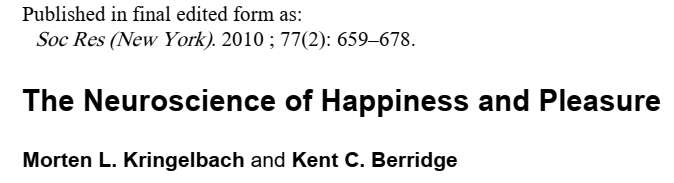 Published in final edited form as:
Soc Res (New York). 2010 ; 77(2): 659–678.
The Neuroscience of Happiness and Pleasure
Morten L. Kringelbach and Kent C. Berridge